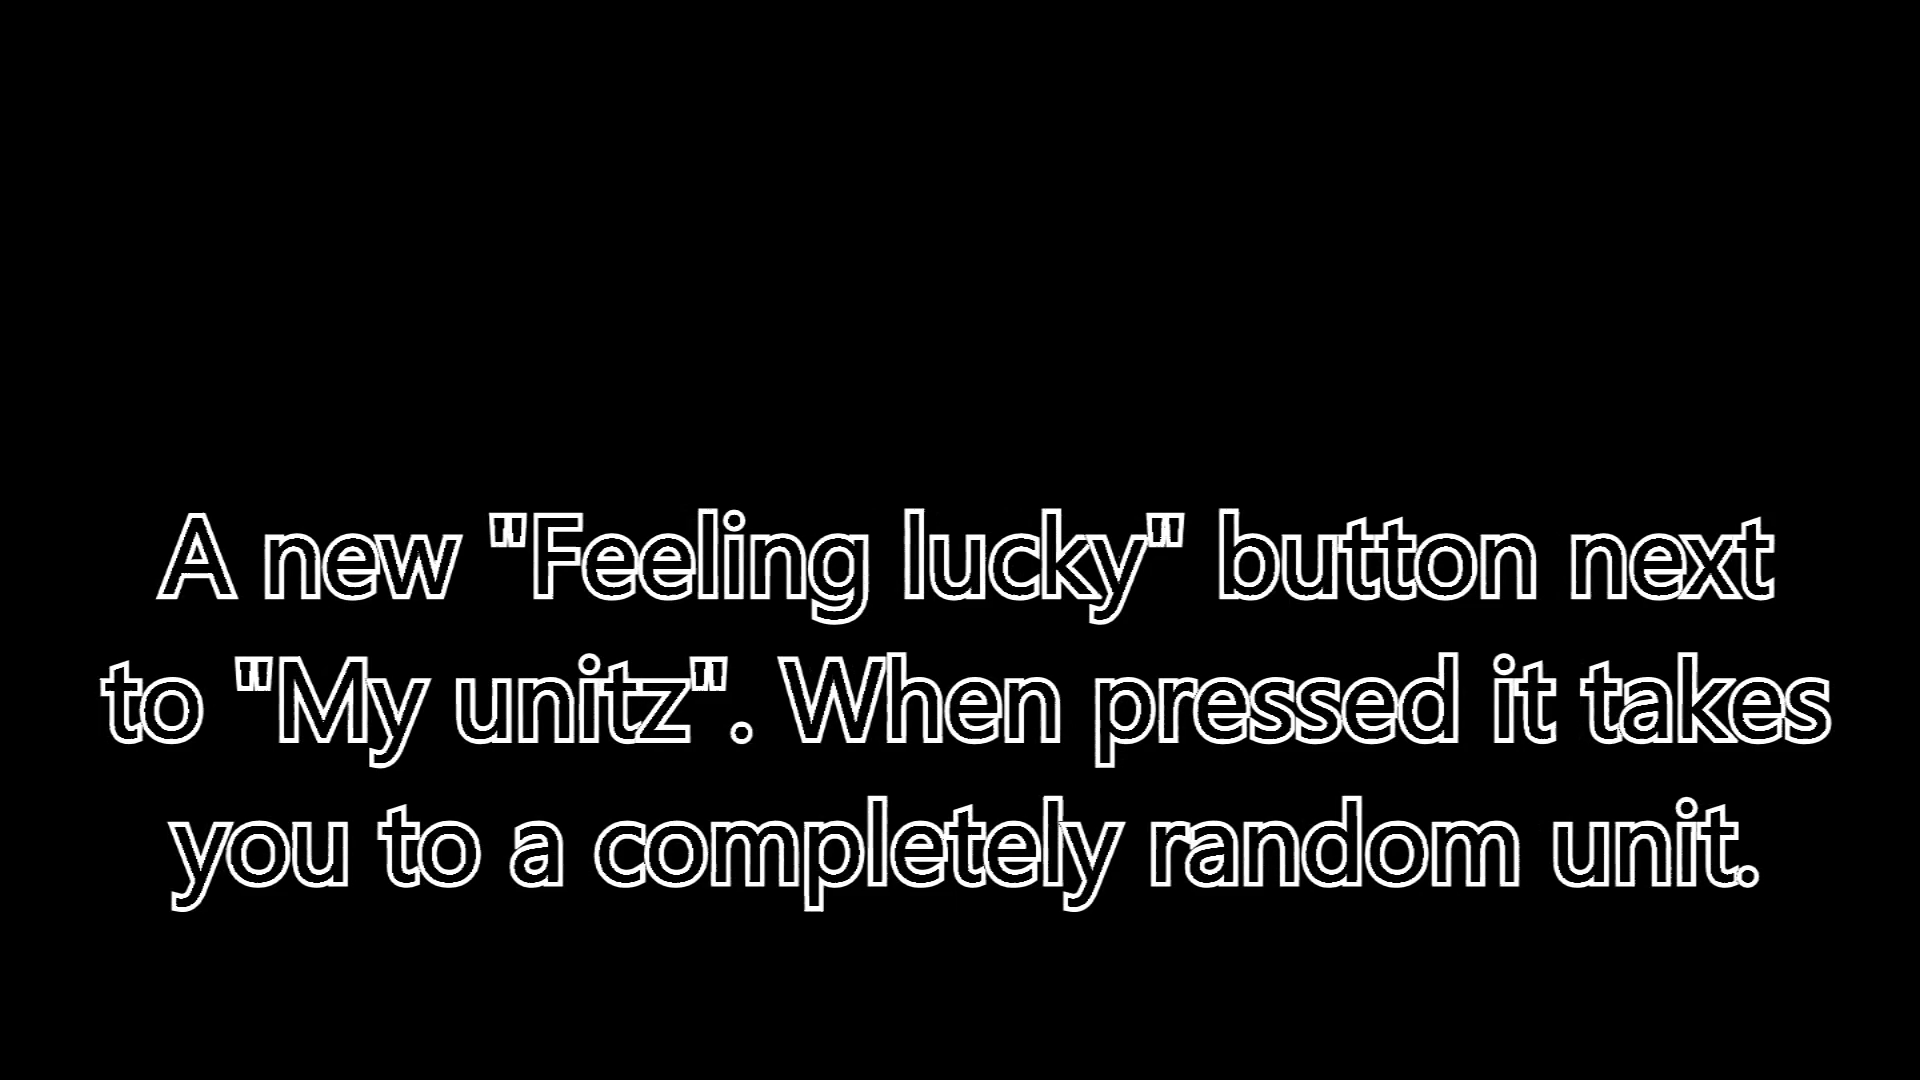 A new "Feeling lucky" button next
to "My unitz". When pressed it takes
you to a completely random unit.